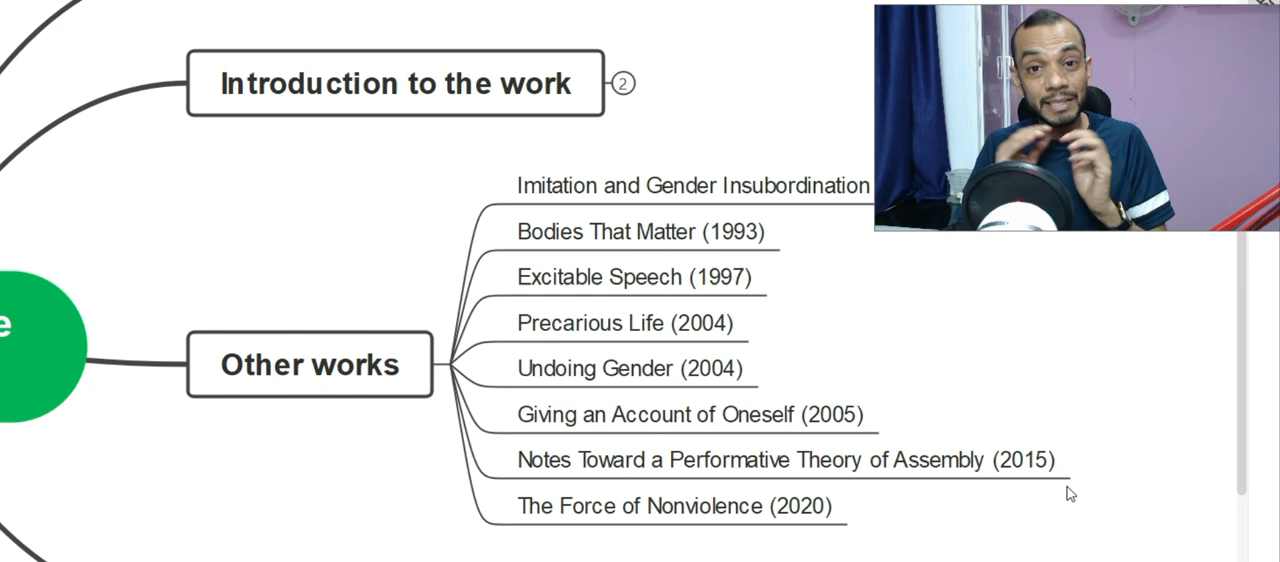 Introduction to the work
2
Imitation and Gender Insubordination
Bodies That Matter (1993)
Excitable Speech (1997)
Precarious Life (2004)
Undoing Gender (2004)
e
Other works
Giving an Account of Oneself (2005)
Notes Toward a Performative Theory of Assembly (2015)
The Force of Nonviolence (2020)